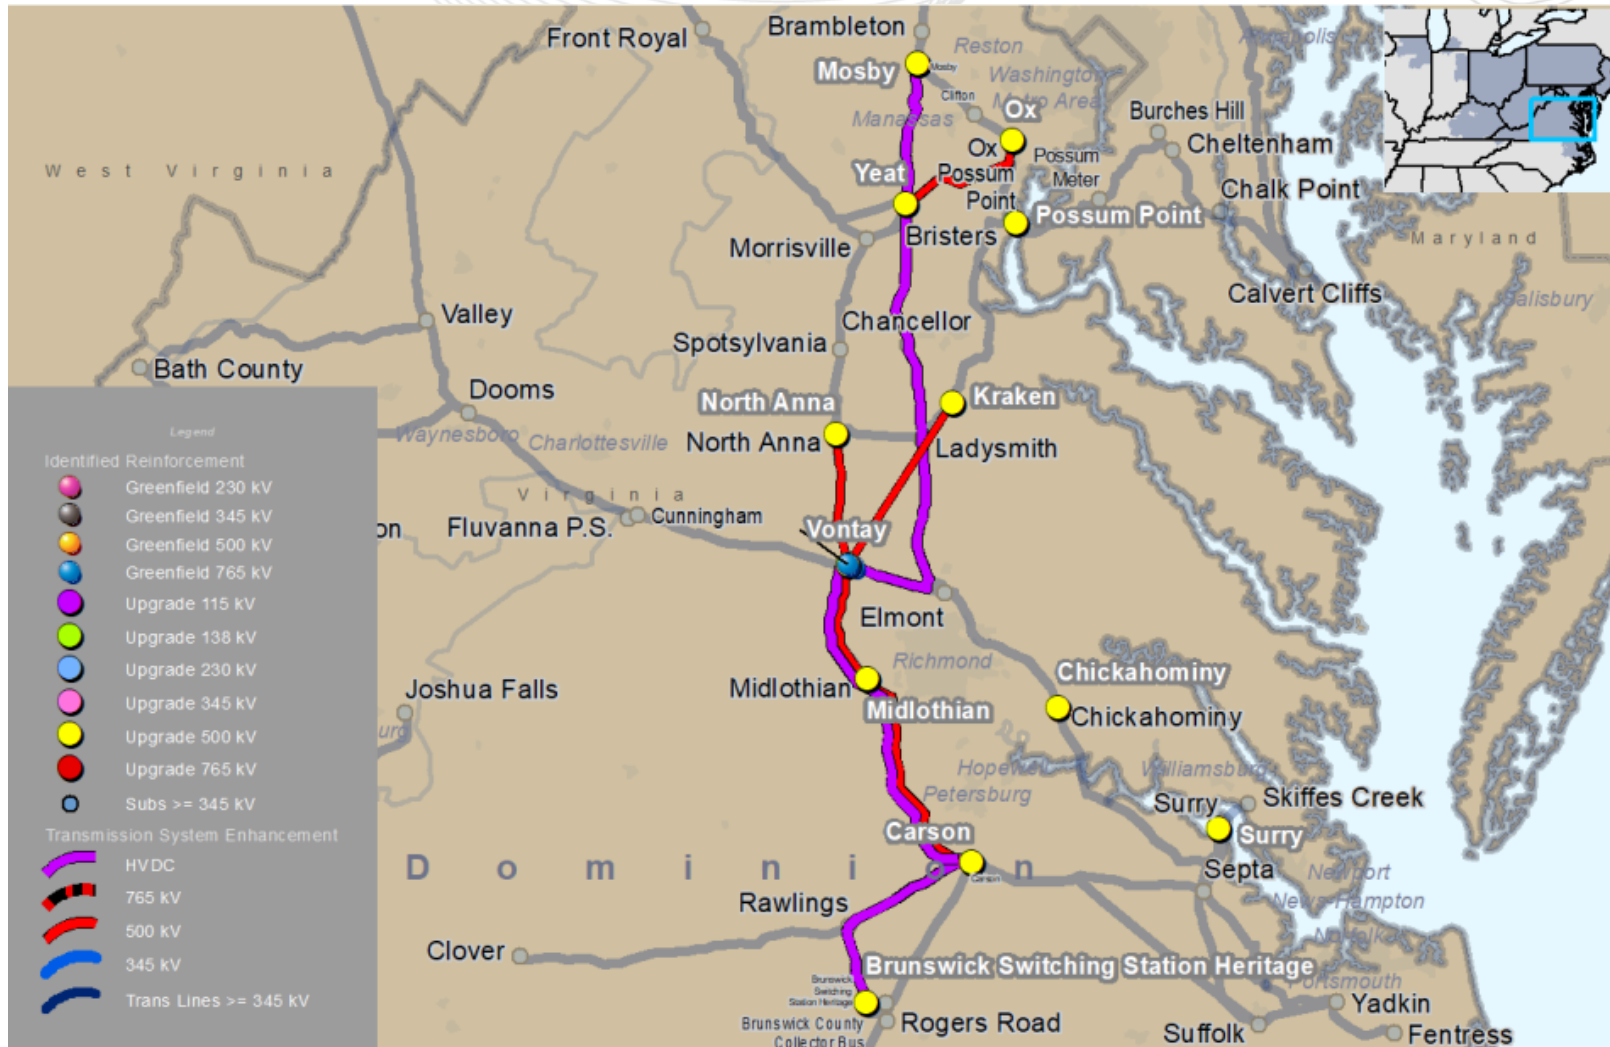 Front Royal
Brambleton
Mosby
Mosby
Reston
Washington
Metro Area
Clifton
Manassas
Ox
Ox
Burches Hill
Cheltenham
Possum
Meter
Yeat
Possum
Point
Possum Point
Chalk Point
Bristers
Morrisville
Maryland
West Virginia
Calvert Cliffs
Salisbury
Valley
Chancellor
Spotsylvania
Bath County
Dooms
North Anna
North Anna
Kraken
Ladysmith
Waynesboro
Charlottesville
Virginia
Vontay
Fluvanna P.S.
Cunningham
on
Elmont
Richmond
Chickahominy
Chickahominy
Joshua Falls
Midlothian
Midlothian
Hopewell
Williamsburg
Petersburg
Surry
Skiffes Creek
Surry
Carson
Carson
Dominion
Septa
Newport
News-Hampton
Norfolk
Portsmouth
Rawlings
Clover
Brunswick Switching Station Heritage
Brunswick
Switching
Station Heritage
Brunswick County
Collector Bus
Rogers Road
Yadkin
Suffolk
Fentress
Legend
Identified Reinforcement
Greenfield 230 kV
Greenfield 345 kV
Greenfield 500 kV
Greenfield 765 kV
Upgrade 115 kV
Upgrade 138 kV
Upgrade 230 kV
Upgrade 345 kV
Upgrade 500 kV
Upgrade 765 kV
Subs >= 345 kV
Transmission System Enhancement
HVDC
765 kV
500 kV
345 kV
Trans Lines >= 345 kV